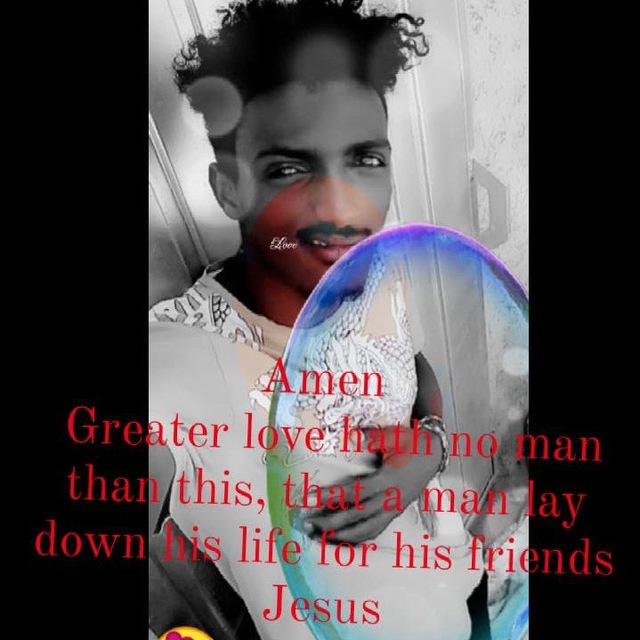 Love
Amen
Greater love hath no man
than this, that a man lay
down his life for his friends
Jesus